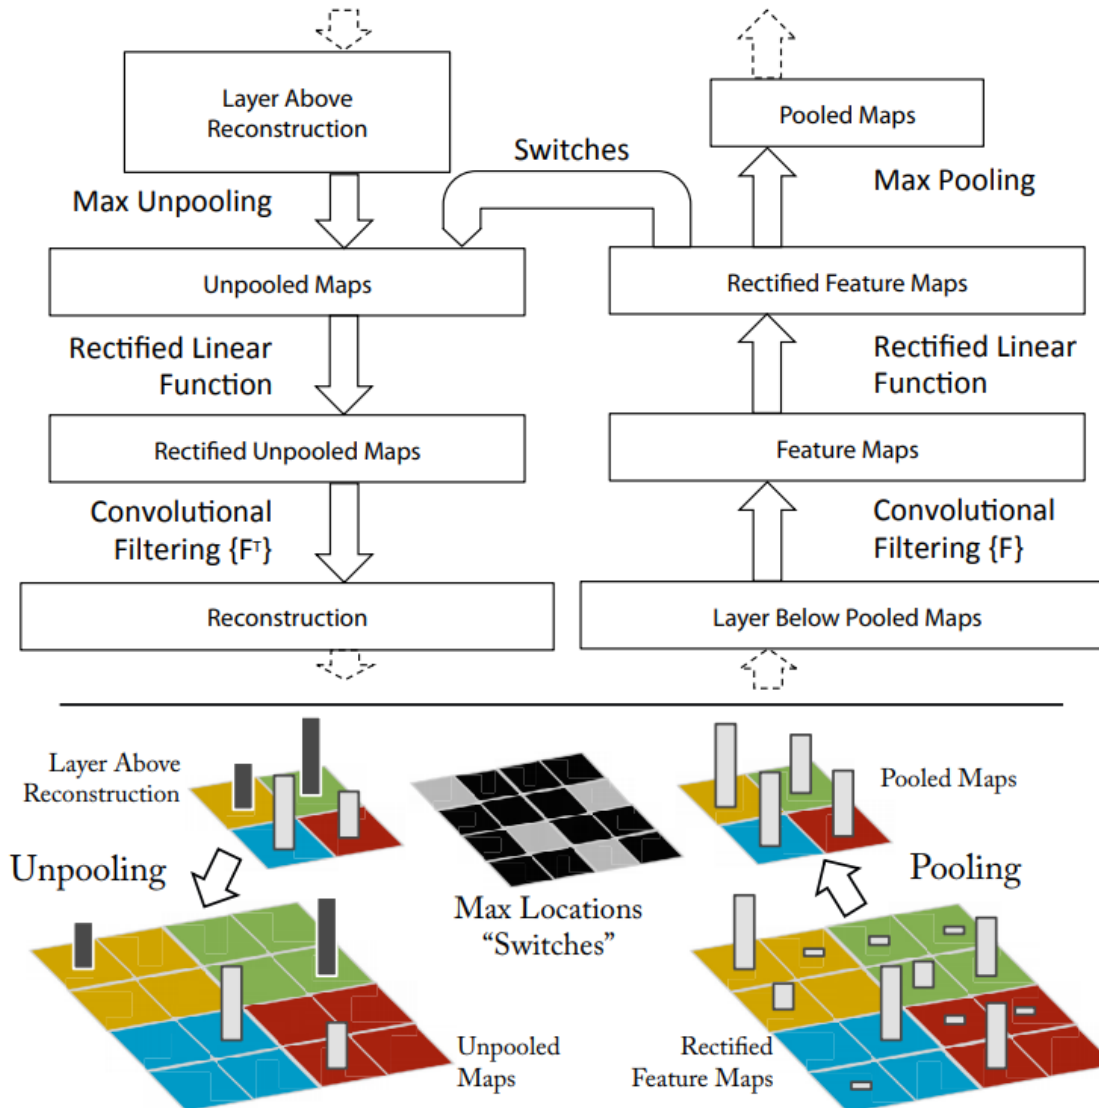 Layer Above
Reconstruction
Pooled Maps
Switches
Max Unpooling
Max Pooling
Unpooled Maps
Rectified Feature Maps
Rectified Linear
Function
Rectified Linear
Function
Rectified Unpooled Maps
Feature Maps
Convolutional
Filtering {Fᵀ}
Convolutional
Filtering {F}
Reconstruction
Layer Below Pooled Maps
Layer Above
Reconstruction
Pooled Maps
Unpooling
Pooling
Max Locations
“Switches”
Unpooled
Maps
Rectified
Feature Maps